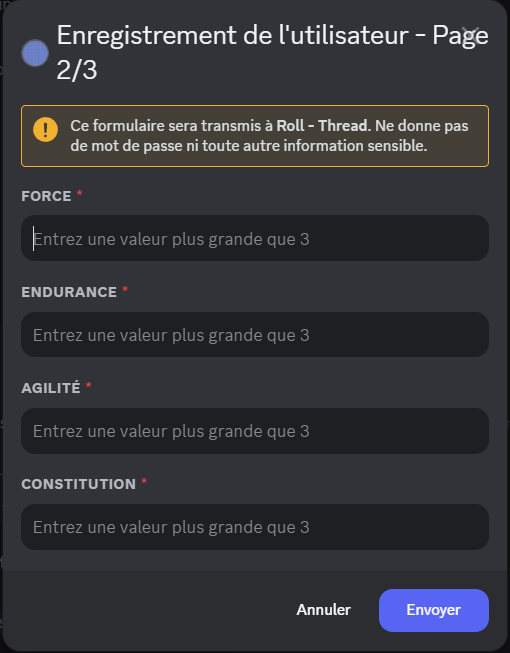 Enregistrement de l'utilisateur - Page
2/3
Ce formulaire sera transmis à Roll - Thread. Ne donne pas
de mot de passe ni toute autre information sensible.
FORCE *
Entrez une valeur plus grande que 3
ENDURANCE *
Entrez une valeur plus grande que 3
AGILITÉ *
Entrez une valeur plus grande que 3
CONSTITUTION *
Entrez une valeur plus grande que 3
Annuler
Envoyer